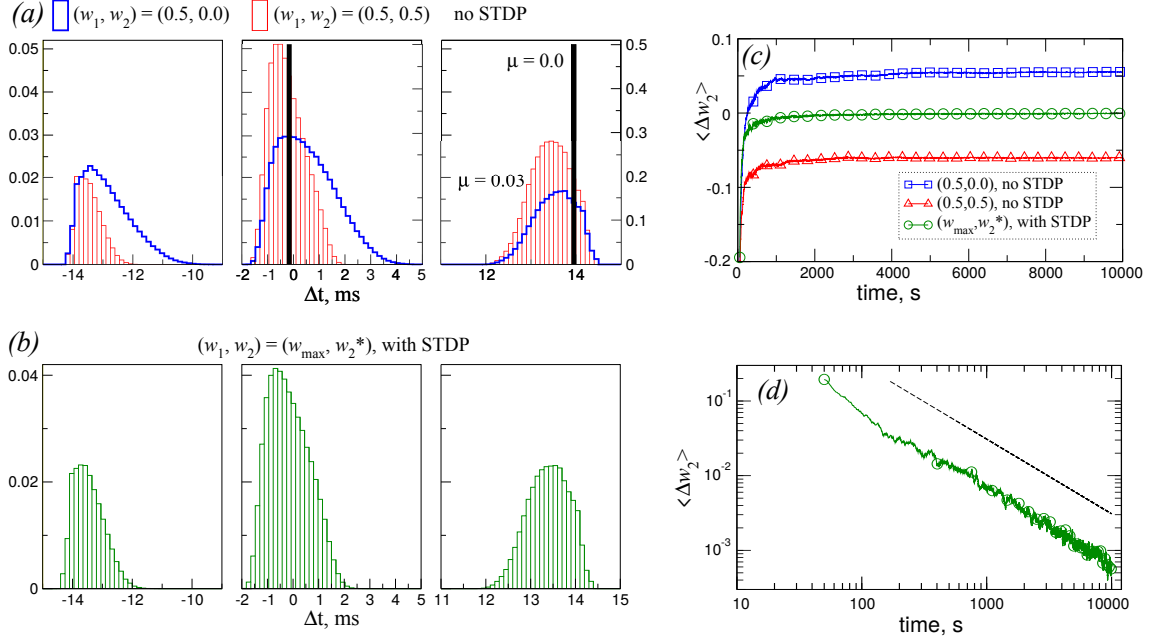 (a) (w₁, w₂) = (0.5, 0.0) (w₁, w₂) = (0.5, 0.5) no STDP
0.05 0.04 0.03 0.02 0.01 0
-14 -12 -10
-2 -1 0 1 2 3 4 5
Δt, ms
μ = 0.0
μ = 0.03
12 14
0.5 0.4 0.3 0.2 0.1 0
(b) (w₁, w₂) = (w_max, w₂*), with STDP
0.04 0.02 0
-14 -12 -10
-2 -1 0 1 2 3 4 5
Δt, ms
11 12 13 14 15
(c)
<Δw₂>
0.1 0 -0.1 -0.2
(0.5,0.0), no STDP
(0.5,0.5), no STDP
(w_max,w₂*), with STDP
0 2000 4000 6000 8000 10000
time, s
(d)
<Δw₂>
10⁻¹ 10⁻² 10⁻³
10 100 1000 10000
time, s